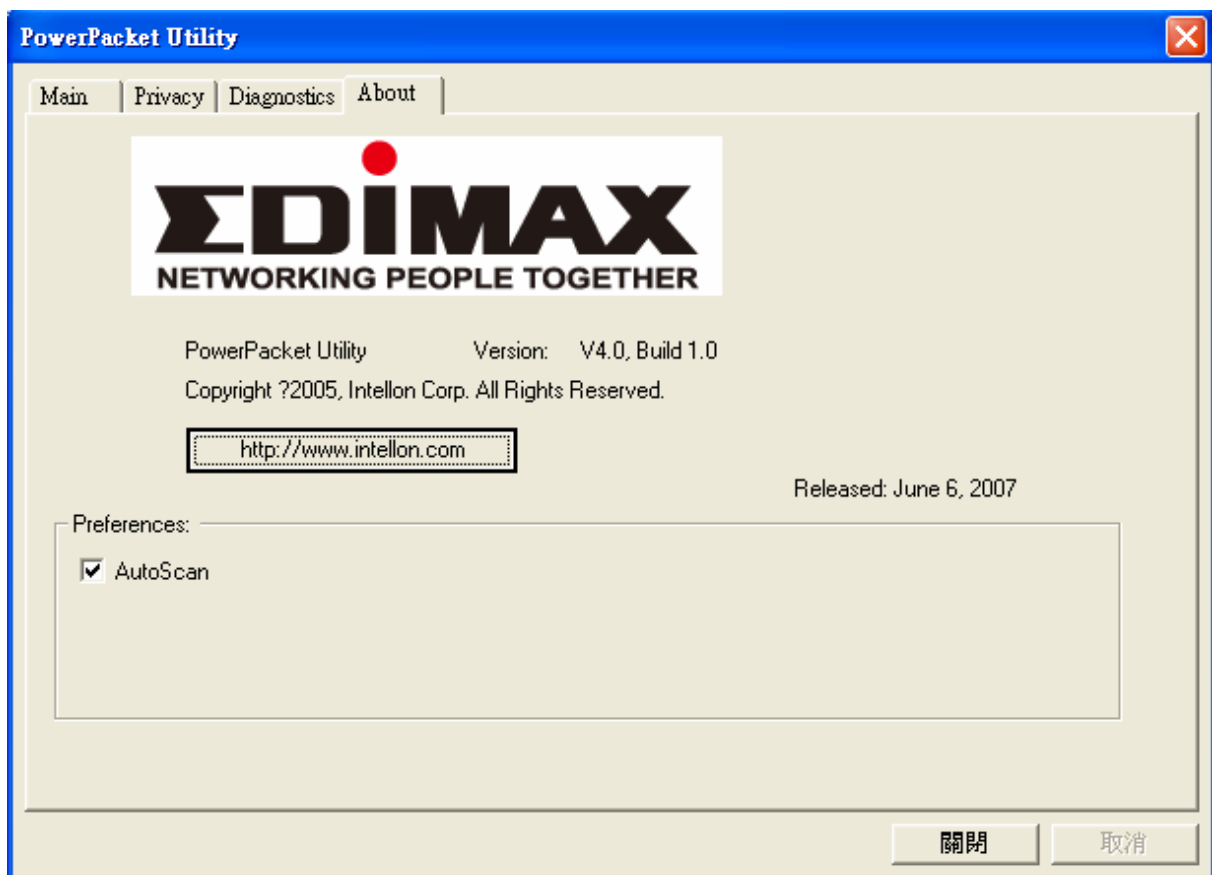 PowerPacket Utility
Main Privacy Diagnostics About
EDIMAX
NETWORKING PEOPLE TOGETHER
PowerPacket Utility Version: V4.0, Build 1.0
Copyright ?2005, Intellon Corp. All Rights Reserved.
http://www.intellon.com
Released: June 6, 2007
Preferences:
AutoScan
關閉 取消